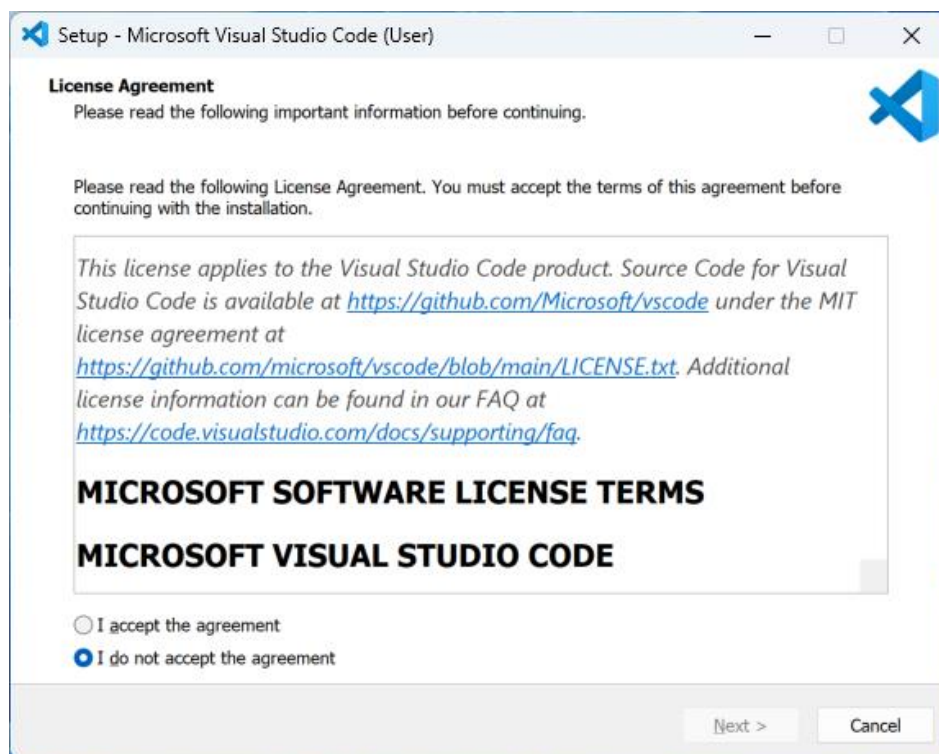 Setup - Microsoft Visual Studio Code (User)
License Agreement
Please read the following important information before continuing.
Please read the following License Agreement. You must accept the terms of this agreement before
continuing with the installation.
This license applies to the Visual Studio Code product. Source Code for Visual
Studio Code is available at https://github.com/Microsoft/vscode under the MIT
license agreement at
https://github.com/microsoft/vscode/blob/main/LICENSE.txt. Additional
license information can be found in our FAQ at
https://code.visualstudio.com/docs/supporting/faq.
MICROSOFT SOFTWARE LICENSE TERMS
MICROSOFT VISUAL STUDIO CODE
I accept the agreement
I do not accept the agreement
Next >
Cancel